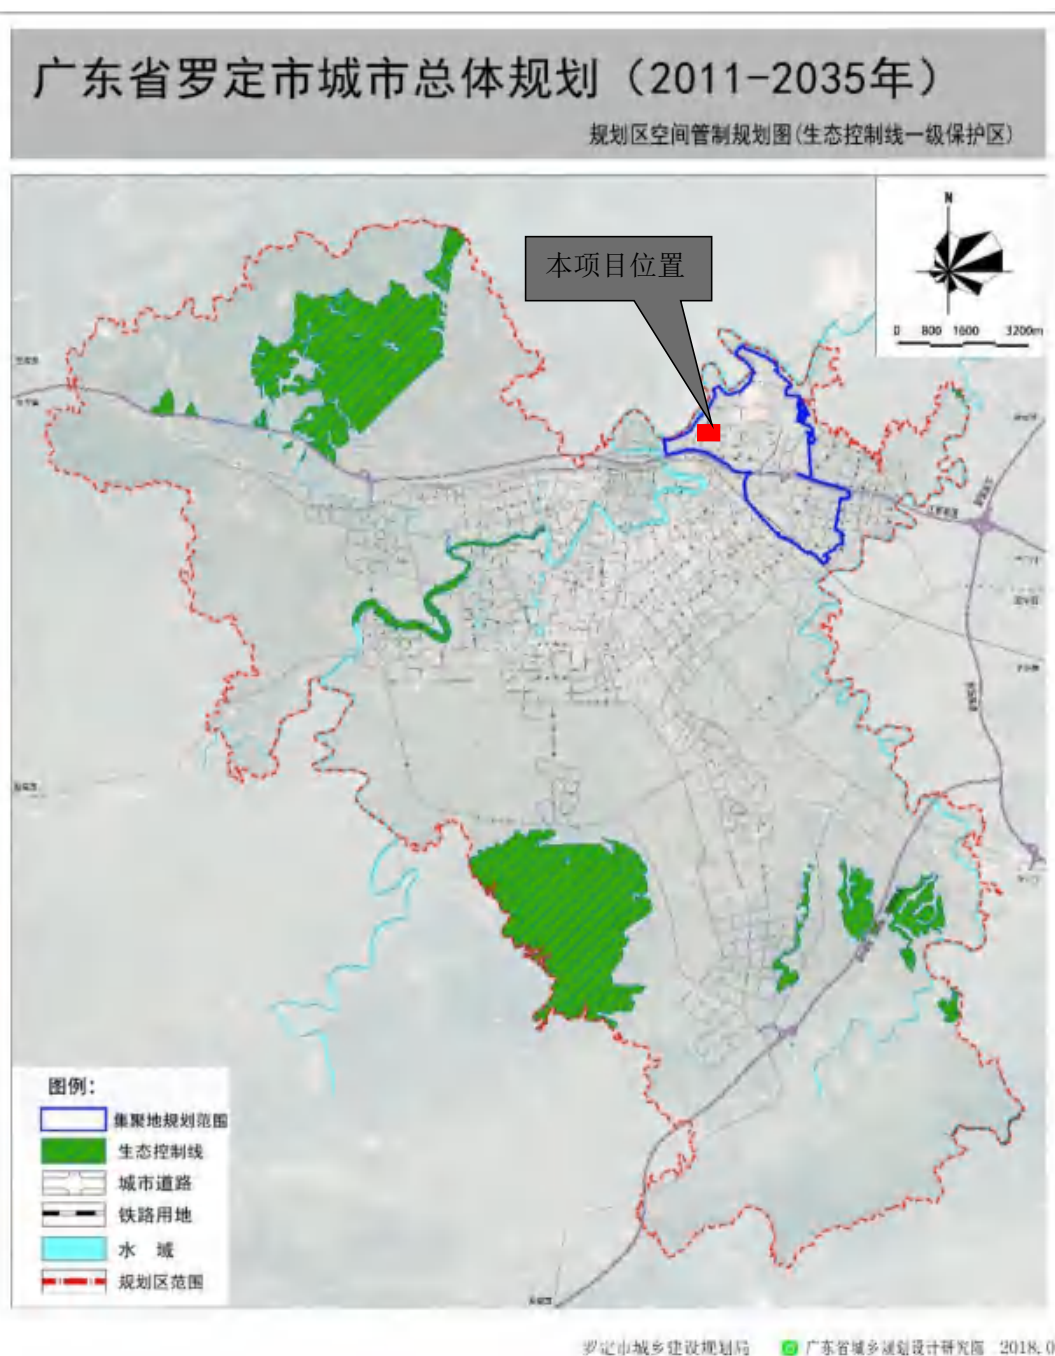 广东省罗定市城市总体规划（2011-2035年）
规划区空间管制规划图(生态控制线一级保护区)
N
0 800 1600 3200m
本项目位置
图例：
集聚地规划范围
生态控制线
城市道路
铁路用地
水 域
规划区范围
罗定市城乡建设规划局 广东省城乡规划设计研究院 2018.0